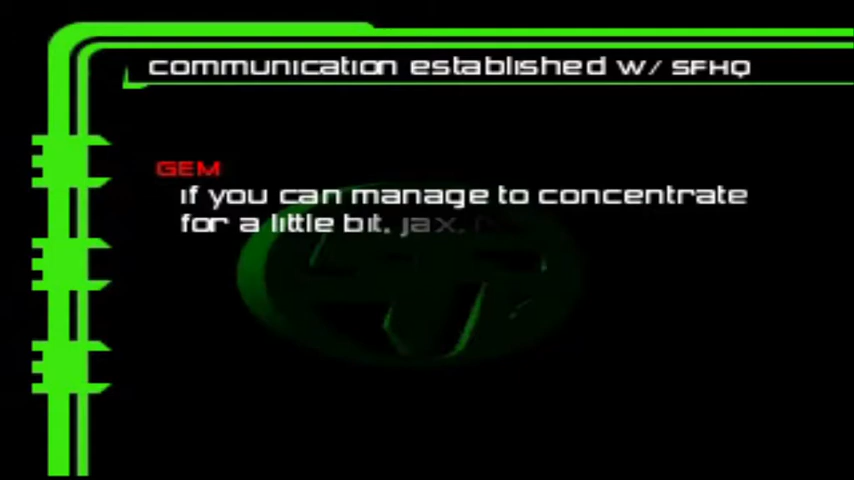 communication established w/ SFHQ
GEM
if you can manage to concentrate
for a little bit, jax,